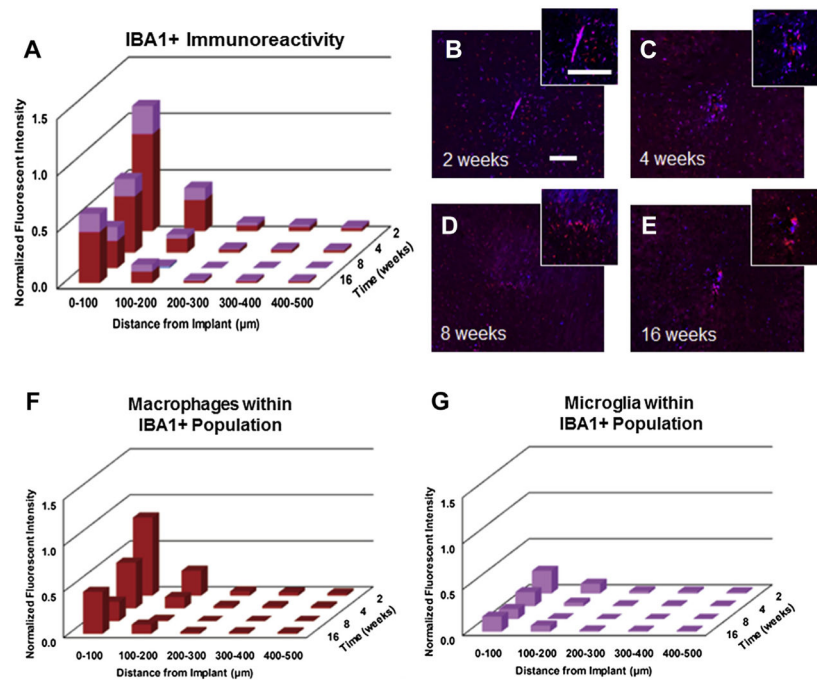 A
IBA1+ Immunoreactivity
Normalized Fluorescent Intensity
1.5
1.0
0.5
0.0
0-100
100-200
200-300
300-400
400-500
Distance from Implant (µm)
2
4
8
16
Time (weeks)
B
2 weeks
C
4 weeks
D
8 weeks
E
16 weeks
F
Macrophages within
IBA1+ Population
Normalized Fluorescent Intensity
1.5
1.0
0.5
0.0
0-100
100-200
200-300
300-400
400-500
Distance from Implant (µm)
2
4
8
16
Time (weeks)
G
Microglia within
IBA1+ Population
Normalized Fluorescent Intensity
1.5
1.0
0.5
0.0
0-100
100-200
200-300
300-400
400-500
Distance from Implant (µm)
2
4
8
16
Time (weeks)